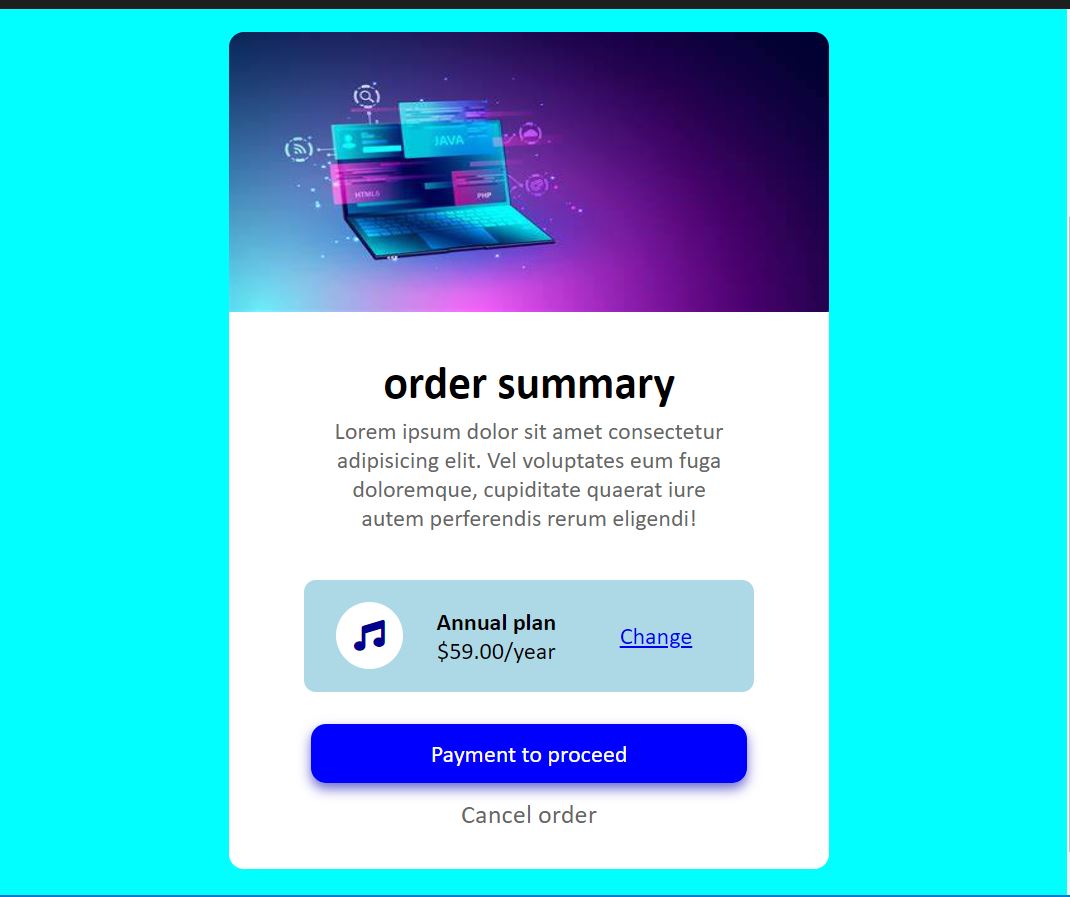 JAVA
HTML5
PHP
order summary
Lorem ipsum dolor sit amet consectetur
adipisicing elit. Vel voluptates eum fuga
doloremque, cupiditate quaerat iure
autem perferendis rerum eligendi!
Annual plan
$59.00/year
Change
Payment to proceed
Cancel order